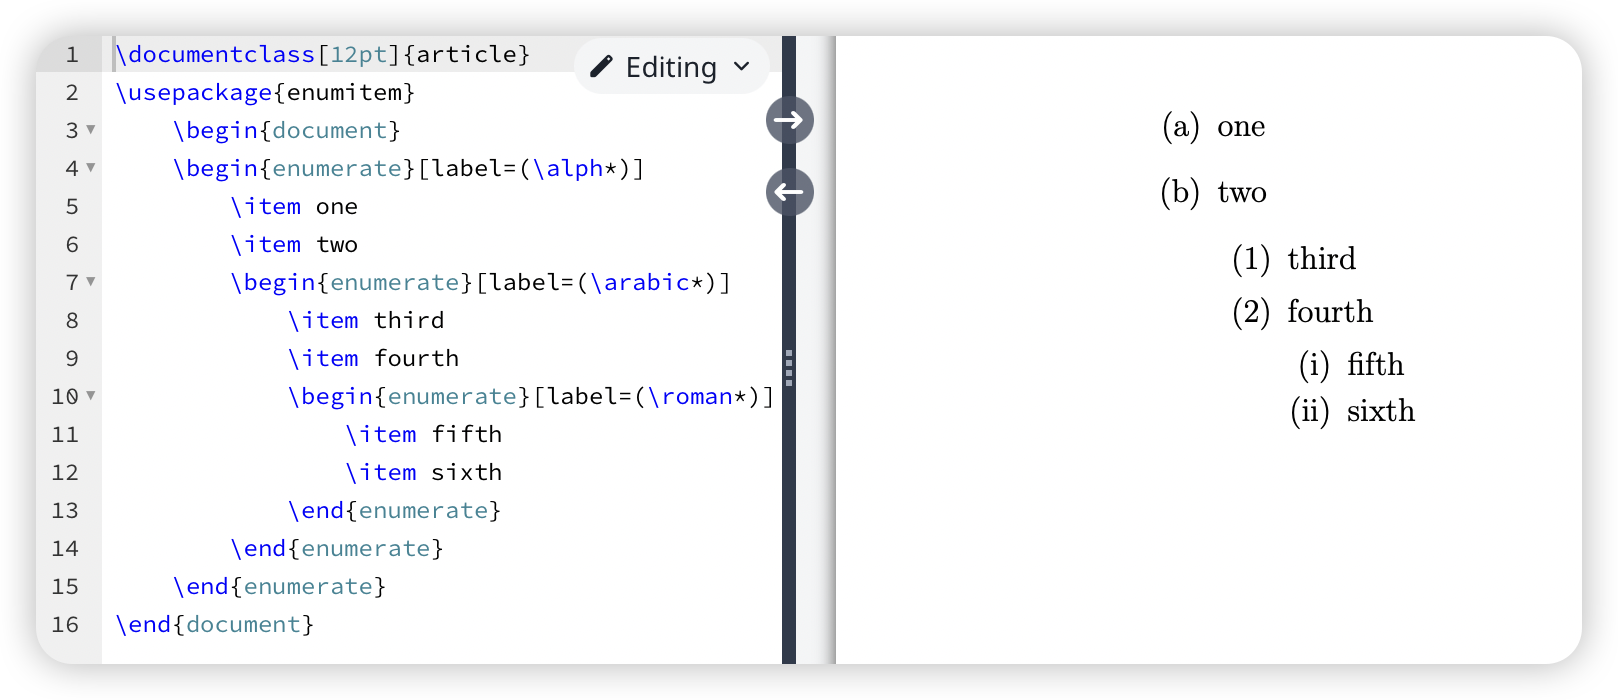 1 \documentclass[12pt]{article}
Editing
2 \usepackage{enumitem}
3 \begin{document}
4 \begin{enumerate}[label=(\alph*)]
5 \item one
6 \item two
7 \begin{enumerate}[label=(\arabic*)]
8 \item third
9 \item fourth
10 \begin{enumerate}[label=(\roman*)]
11 \item fifth
12 \item sixth
13 \end{enumerate}
14 \end{enumerate}
15 \end{enumerate}
16 \end{document}
(a) one
(b) two
(1) third
(2) fourth
(i) fifth
(ii) sixth